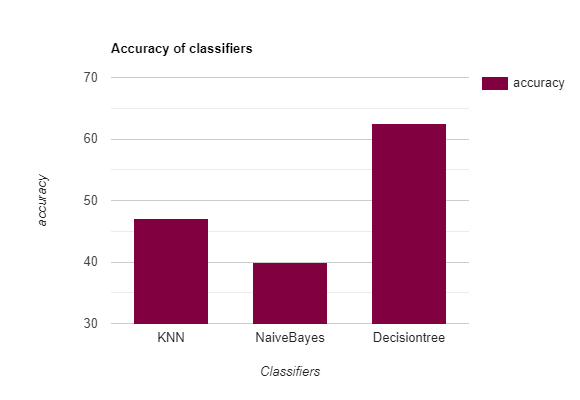 Accuracy of classifiers
70
accuracy
60
50
accuracy
40
30
KNN NaiveBayes Decisiontree
Classifiers